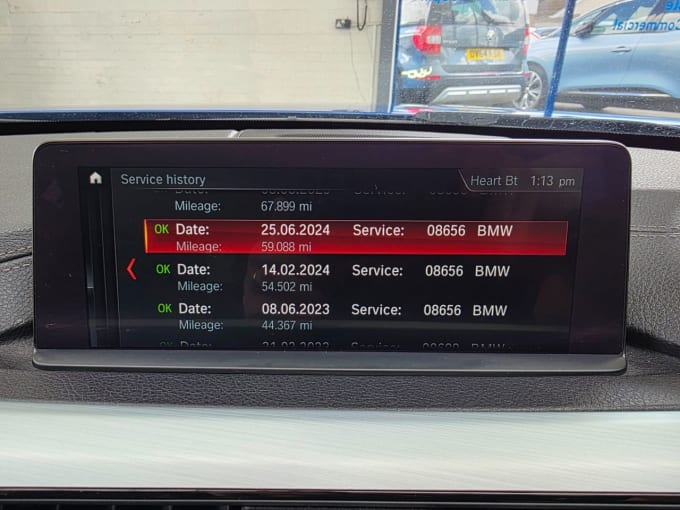 Commercial
Service history
Heart Bt 1:13 pm
Mileage: 67.899 mi
OK Date: 25.06.2024 Service: 08656 BMW
Mileage: 59.088 mi
OK Date: 14.02.2024 Service: 08656 BMW
Mileage: 54.502 mi
OK Date: 08.06.2023 Service: 08656 BMW
Mileage: 44.367 mi